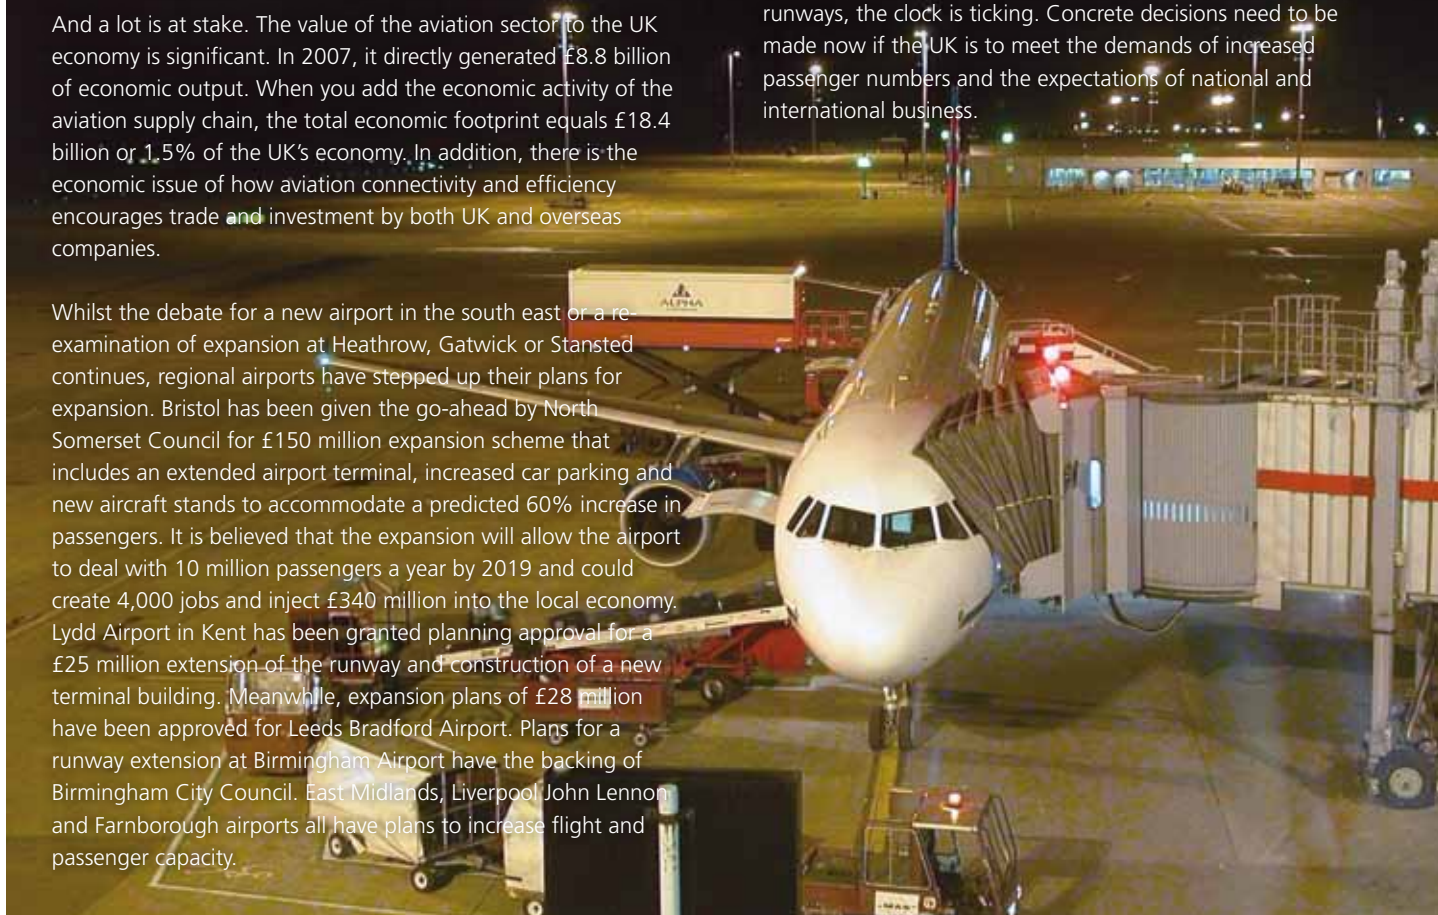 And a lot is at stake. The value of the aviation sector to the UK
economy is significant. In 2007, it directly generated £8.8 billion
of economic output. When you add the economic activity of the
aviation supply chain, the total economic footprint equals £18.4
billion or 1.5% of the UK’s economy. In addition, there is the
economic issue of how aviation connectivity and efficiency
encourages trade and investment by both UK and overseas
companies.
Whilst the debate for a new airport in the south east or a re-
examination of expansion at Heathrow, Gatwick or Stansted
continues, regional airports have stepped up their plans for
expansion. Bristol has been given the go-ahead by North
Somerset Council for £150 million expansion scheme that
includes an extended airport terminal, increased car parking and
new aircraft stands to accommodate a predicted 60% increase in
passengers. It is believed that the expansion will allow the airport
to deal with 10 million passengers a year by 2019 and could
create 4,000 jobs and inject £340 million into the local economy.
Lydd Airport in Kent has been granted planning approval for a
£25 million extension of the runway and construction of a new
terminal building. Meanwhile, expansion plans of £28 million
have been approved for Leeds Bradford Airport. Plans for a
runway extension at Birmingham Airport have the backing of
Birmingham City Council. East Midlands, Liverpool John Lennon
and Farnborough airports all have plans to increase flight and
passenger capacity.
runways, the clock is ticking. Concrete decisions need to be
made now if the UK is to meet the demands of increased
passenger numbers and the expectations of national and
international business.
ALPHA